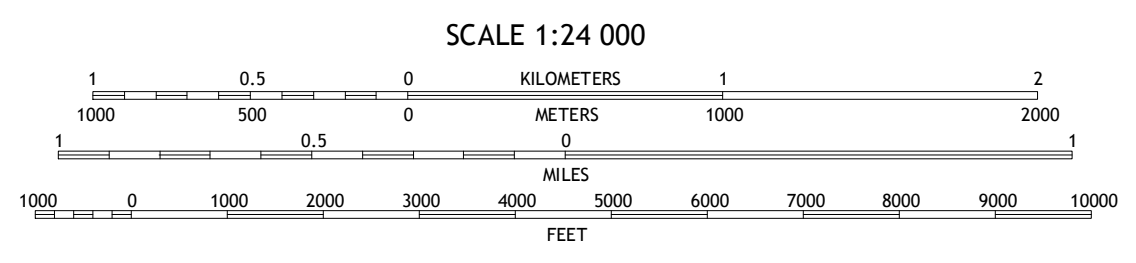 SCALE 1:24 000
1 0.5 0 KILOMETERS 1 2
1000 500 0 METERS 1000 2000
1 0.5 0 1
MILES
1000 0 1000 2000 3000 4000 5000 6000 7000 8000 9000 10000
FEET